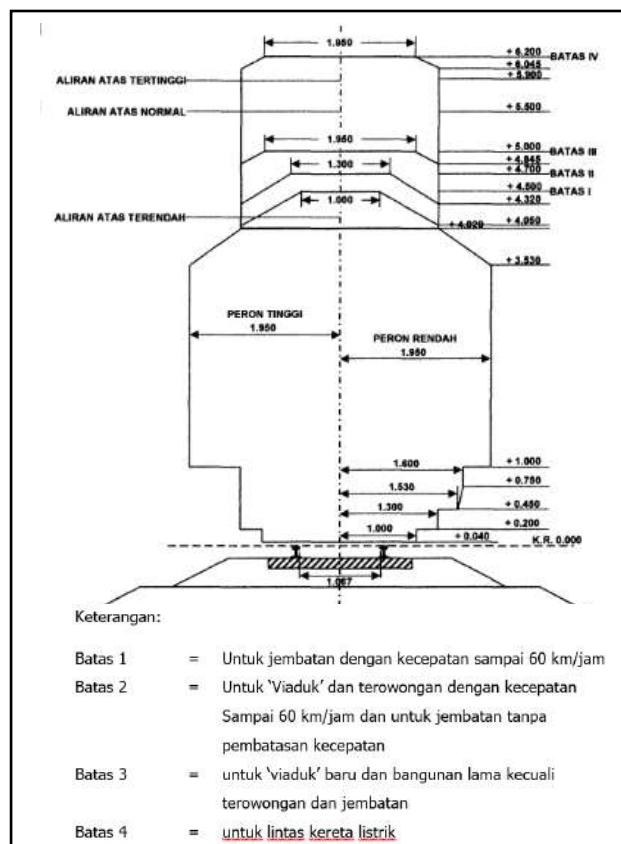 1.950
+ 6.200
BATAS IV
+ 6.045
+ 5.900
ALIRAN ATAS TERTINGGI
ALIRAN ATAS NORMAL
+ 5.500
1.950
+ 5.000
BATAS III
+ 4.845
1.300
+ 4.700
BATAS II
+ 4.500
BATAS I
1.000
+ 4.320
ALIRAN ATAS TERENDAH
+ 4.050
+ 4.020
+ 3.530
PERON TINGGI
1.950
PERON RENDAH
1.950
1.600
+ 1.000
1.530
+ 0.750
1.300
+ 0.450
1.000
+ 0.200
+ 0.040
K.R. 0.000
1.067
Keterangan:
Batas 1 = Untuk jembatan dengan kecepatan sampai 60 km/jam
Batas 2 = Untuk ‘Viaduk’ dan terowongan dengan kecepatan
Sampai 60 km/jam dan untuk jembatan tanpa
pembatasan kecepatan
Batas 3 = untuk ‘viaduk’ baru dan bangunan lama kecuali
terowongan dan jembatan
Batas 4 = untuk lintas kereta listrik